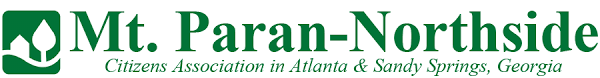 Mt. Paran-Northside
Citizens Association in Atlanta & Sandy Springs, Georgia